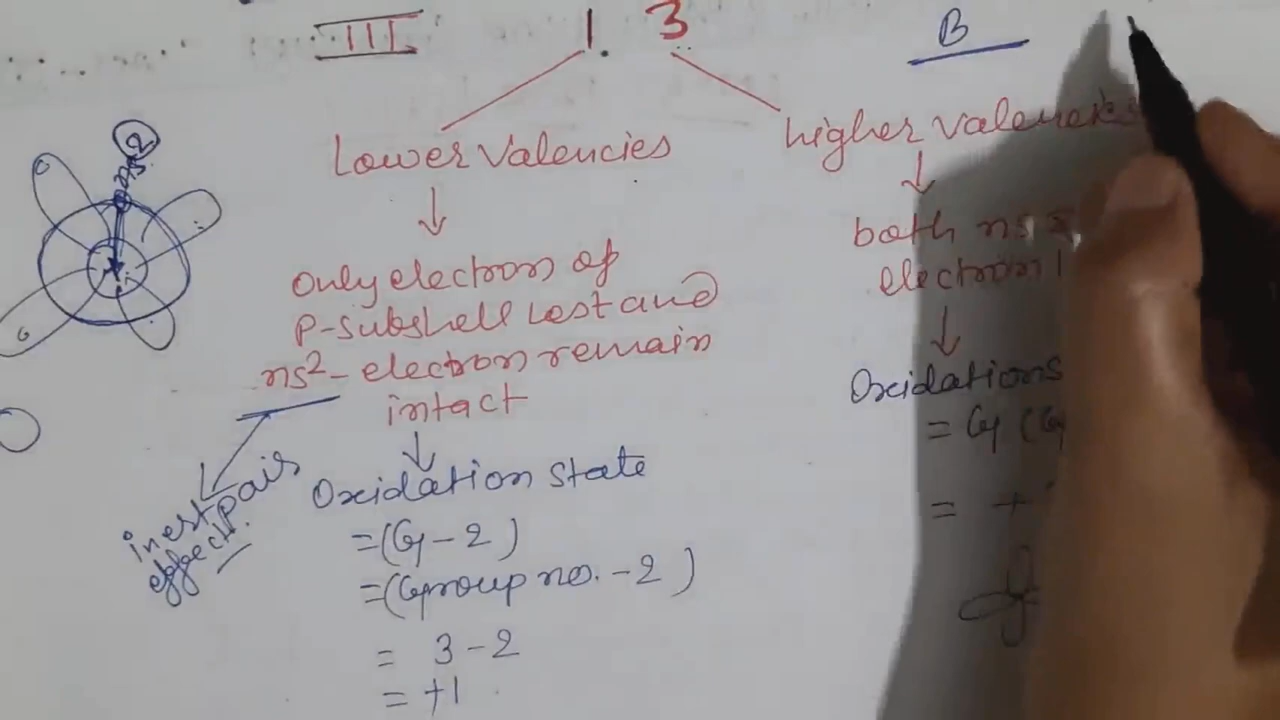 III
1. 3
B
Lower Valencies
higher valencies
Only electron of
P-subshell Lost and
ns²- electron remain
intact
inert pair
effect.
Oxidation State
=(G-2)
=(Group no. -2)
= 3-2
= +1
both ns
electron
Oxidation S
= G (G
= +